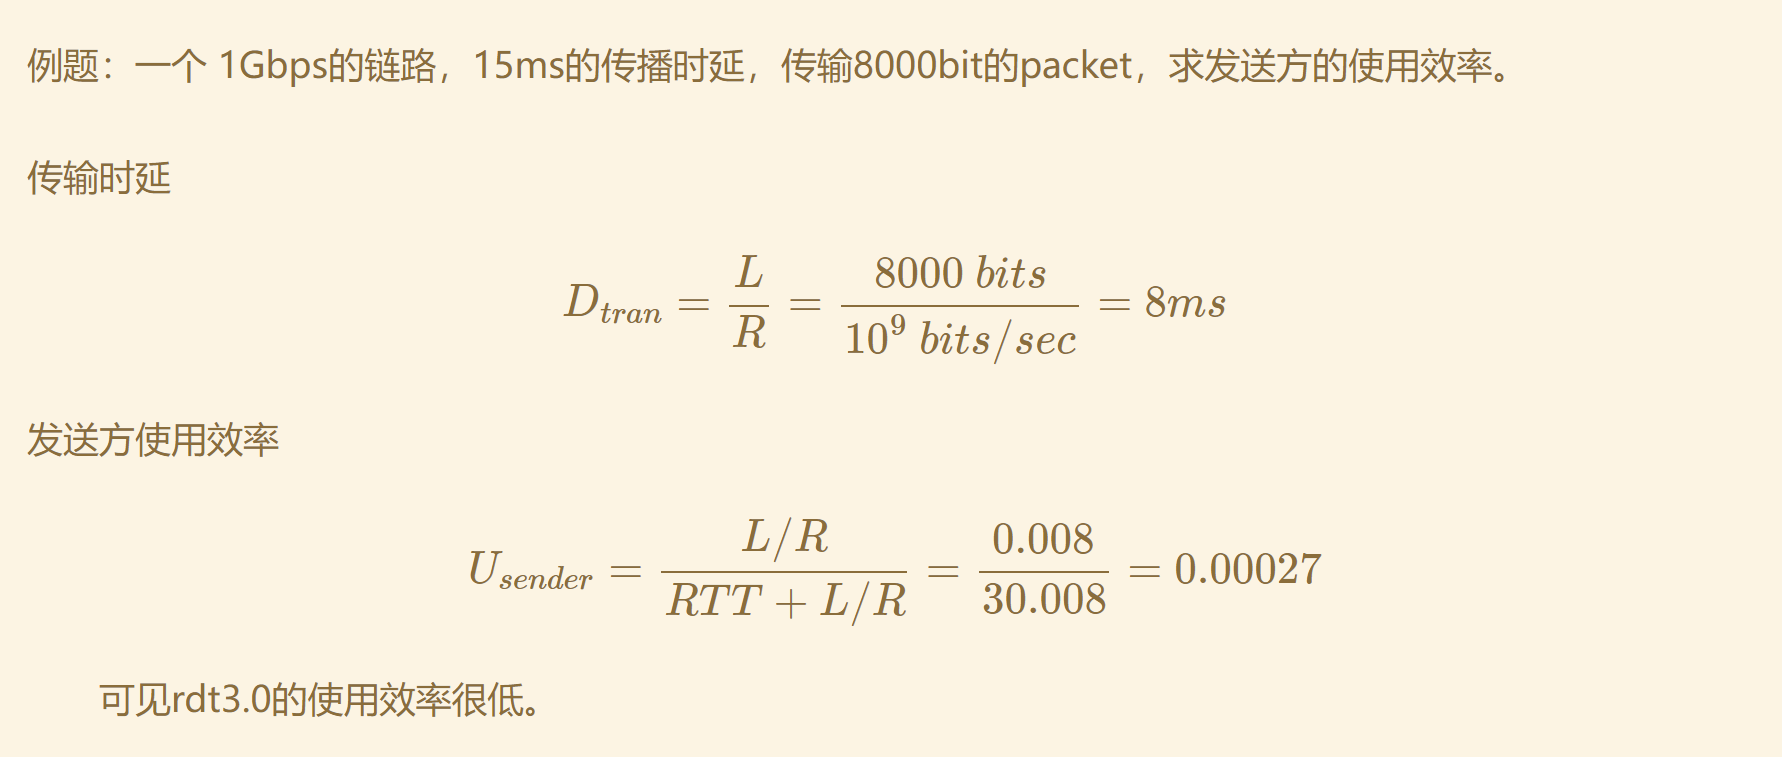 例题：一个 1Gbps的链路，15ms的传播时延，传输8000bit的packet，求发送方的使用效率。
传输时延
D_{tran} = \frac{L}{R} = \frac{8000 bits}{10^9 bits/sec} = 8ms
发送方使用效率
U_{sender} = \frac{L/R}{RTT + L/R} = \frac{0.008}{30.008} = 0.00027
可见rdt3.0的使用效率很低。